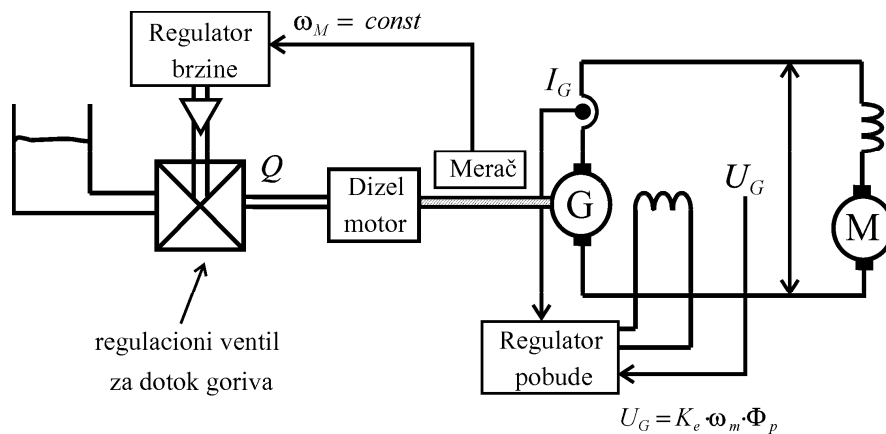 Regulator
brzine
ω_M = const
I_G
Q
Merač
Dizel
motor
G
U_G
M
regulacioni ventil
za dotok goriva
Regulator
pobude
U_G = K_e · ω_m · Φ_p